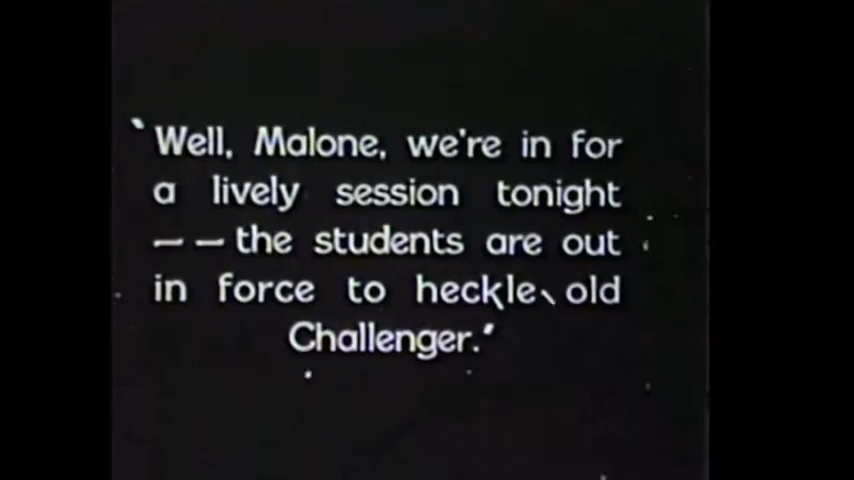 'Well, Malone, we're in for
a lively session tonight
— — the students are out
in force to heckle old
Challenger.'